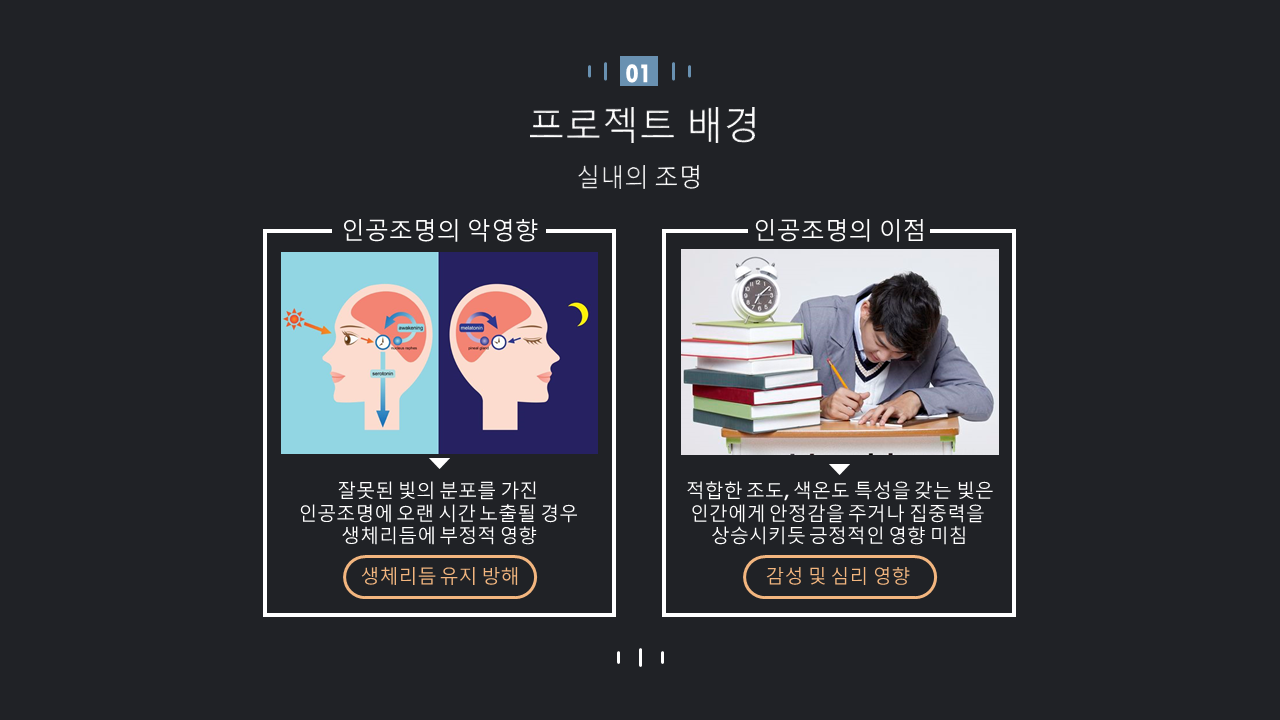 01
프로젝트 배경
실내의 조명
인공조명의 악영향
awakening
serotonin
melatonin
pineal gland
잘못된 빛의 분포를 가진
인공조명에 오랜 시간 노출될 경우
생체리듬에 부정적 영향
생체리듬 유지 방해
인공조명의 이점
적합한 조도, 색온도 특성을 갖는 빛은
인간에게 안정감을 주거나 집중력을
상승시키듯 긍정적인 영향 미침
감성 및 심리 영향